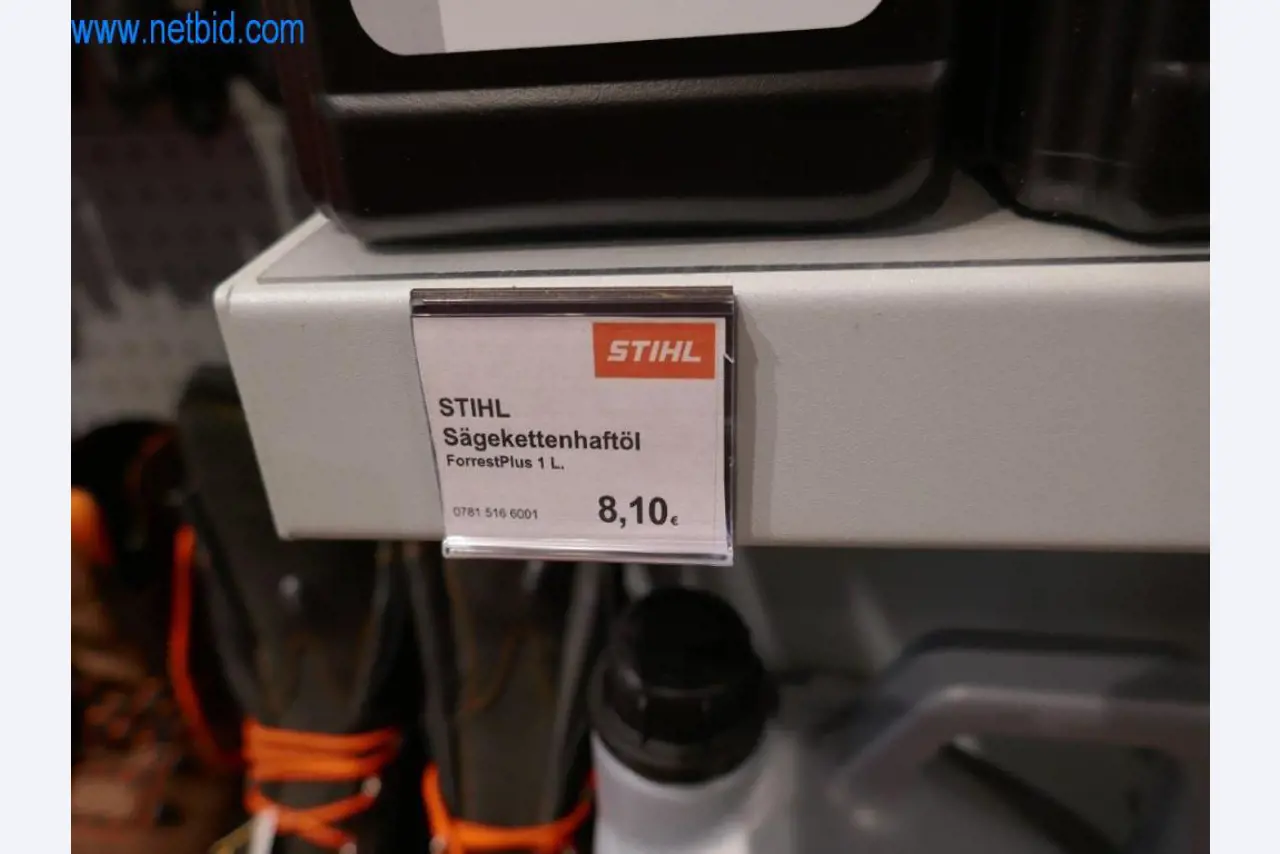 www.netbid.com
STIHL
STIHL
Sägekettenhaftöl
ForrestPlus 1 L.
0781 516 6001 8,10 €